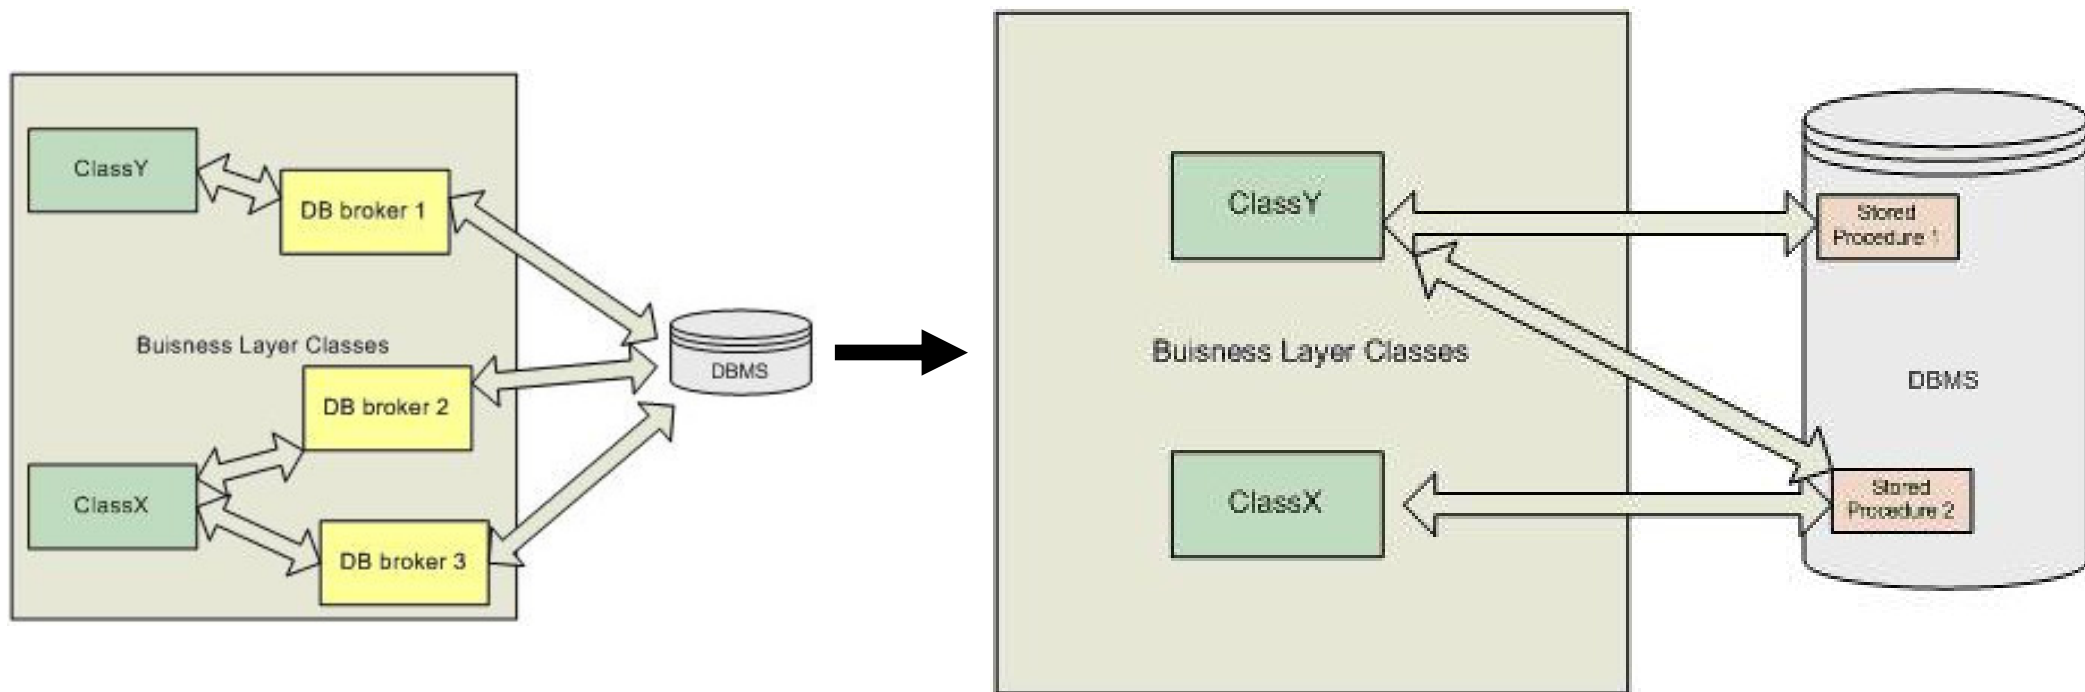 ClassY
DB broker 1
Buisness Layer Classes
DBMS
DB broker 2
ClassX
DB broker 3
ClassY
Stored
Procedure 1
Buisness Layer Classes
DBMS
ClassX
Stored
Procedure 2